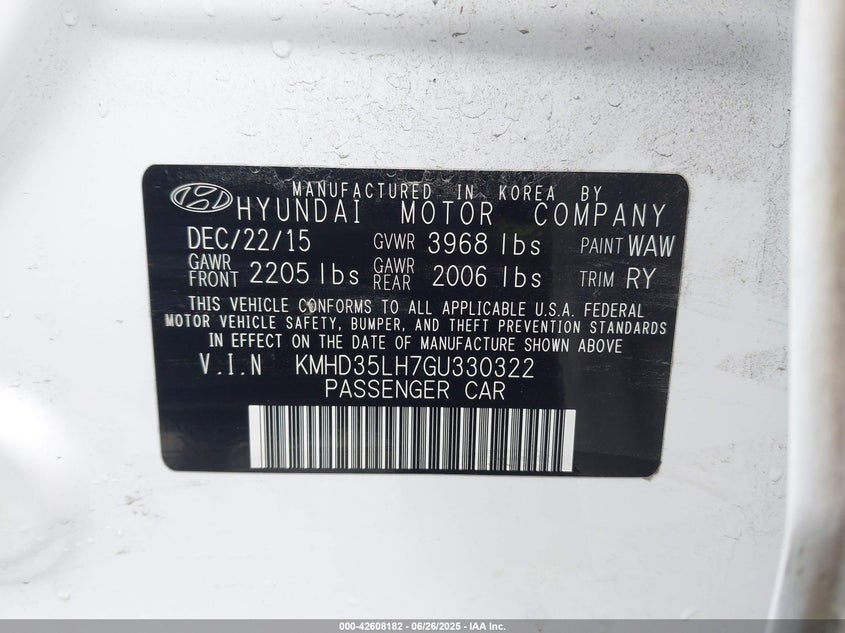 MANUFACTURED IN KOREA BY
HYUNDAI MOTOR COMPANY
DEC/22/15 GVWR 3968 lbs PAINT WAW
GAWR FRONT 2205 lbs GAWR REAR 2006 lbs TRIM RY
THIS VEHICLE CONFORMS TO ALL APPLICABLE U.S.A. FEDERAL
MOTOR VEHICLE SAFETY, BUMPER, AND THEFT PREVENTION STANDARDS
IN EFFECT ON THE DATE OF MANUFACTURE SHOWN ABOVE
V.I.N KMHD35LH7GU330322
PASSENGER CAR
000-42608182 - 06/26/2025 - IAA Inc.